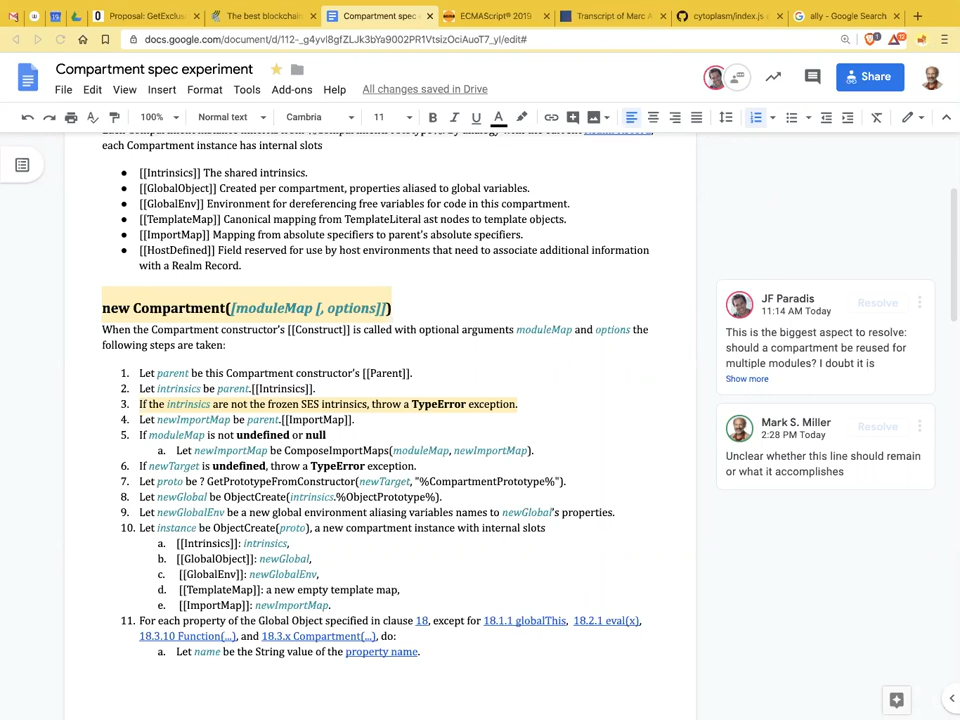 Proposal: GetExclus
The best blockchain
Compartment spec e
ECMAScript® 2019
Transcript of Marc A
cytoplasm/index.js a
ally - Google Search
docs.google.com/document/d/112-_g4yvl8gfZLJk3bYa9002PR1VtsizOciAuoT7_yI/edit#
Compartment spec experiment
File Edit View Insert Format Tools Add-ons Help All changes saved in Drive
Share
100% Normal text Cambria 11 B I U A
each Compartment instance has internal slots
● [[Intrinsics]] The shared intrinsics.
● [[GlobalObject]] Created per compartment, properties aliased to global variables.
● [[GlobalEnv]] Environment for dereferencing free variables for code in this compartment.
● [[TemplateMap]] Canonical mapping from TemplateLiteral ast nodes to template objects.
● [[ImportMap]] Mapping from absolute specifiers to parent's absolute specifiers.
● [[HostDefined]] Field reserved for use by host environments that need to associate additional information
with a Realm Record.
new Compartment([moduleMap [, options]])
When the Compartment constructor's [[Construct]] is called with optional arguments moduleMap and options the
following steps are taken:
1. Let parent be this Compartment constructor's [[Parent]].
2. Let intrinsics be parent.[[Intrinsics]].
3. If the intrinsics are not the frozen SES intrinsics, throw a TypeError exception.
4. Let newImportMap be parent.[[ImportMap]].
5. If moduleMap is not undefined or null
a. Let newImportMap be ComposeImportMaps(moduleMap, newImportMap).
6. If newTarget is undefined, throw a TypeError exception.
7. Let proto be ? GetPrototypeFromConstructor(newTarget, "%CompartmentPrototype%").
8. Let newGlobal be ObjectCreate(intrinsics.%ObjectPrototype%).
9. Let newGlobalEnv be a new global environment aliasing variables names to newGlobal's properties.
10. Let instance be ObjectCreate(proto), a new compartment instance with internal slots
a. [[Intrinsics]]: intrinsics,
b. [[GlobalObject]]: newGlobal,
c. [[GlobalEnv]]: newGlobalEnv,
d. [[TemplateMap]]: a new empty template map,
e. [[ImportMap]]: newImportMap.
11. For each property of the Global Object specified in clause 18, except for 18.1.1 globalThis, 18.2.1 eval(x),
18.3.10 Function(...), and 18.3.x Compartment(...), do:
a. Let name be the String value of the property name.
JF Paradis
11:14 AM Today
Resolve
This is the biggest aspect to resolve:
should a compartment be reused for
multiple modules? I doubt it is
Show more
Mark S. Miller
2:28 PM Today
Resolve
Unclear whether this line should remain
or what it accomplishes